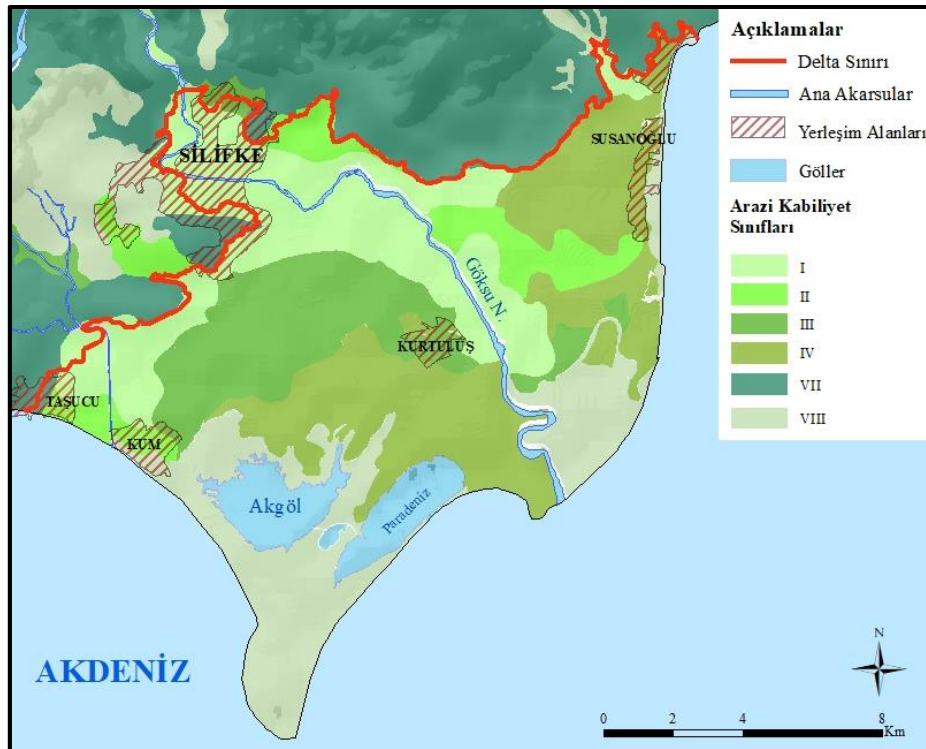 Açıklamalar
Delta Sınırı
Ana Akarsular
Yerleşim Alanları
Göller
Arazi Kabiliyet
Sınıfları
I
II
III
IV
VII
VIII
SİLİFKE
SUSANOĞLU
Göksu N.
KURTULUŞ
TAŞUCU
KUM
Akgöl
Paradeniz
AKDENİZ
N
0 2 4 8
Km